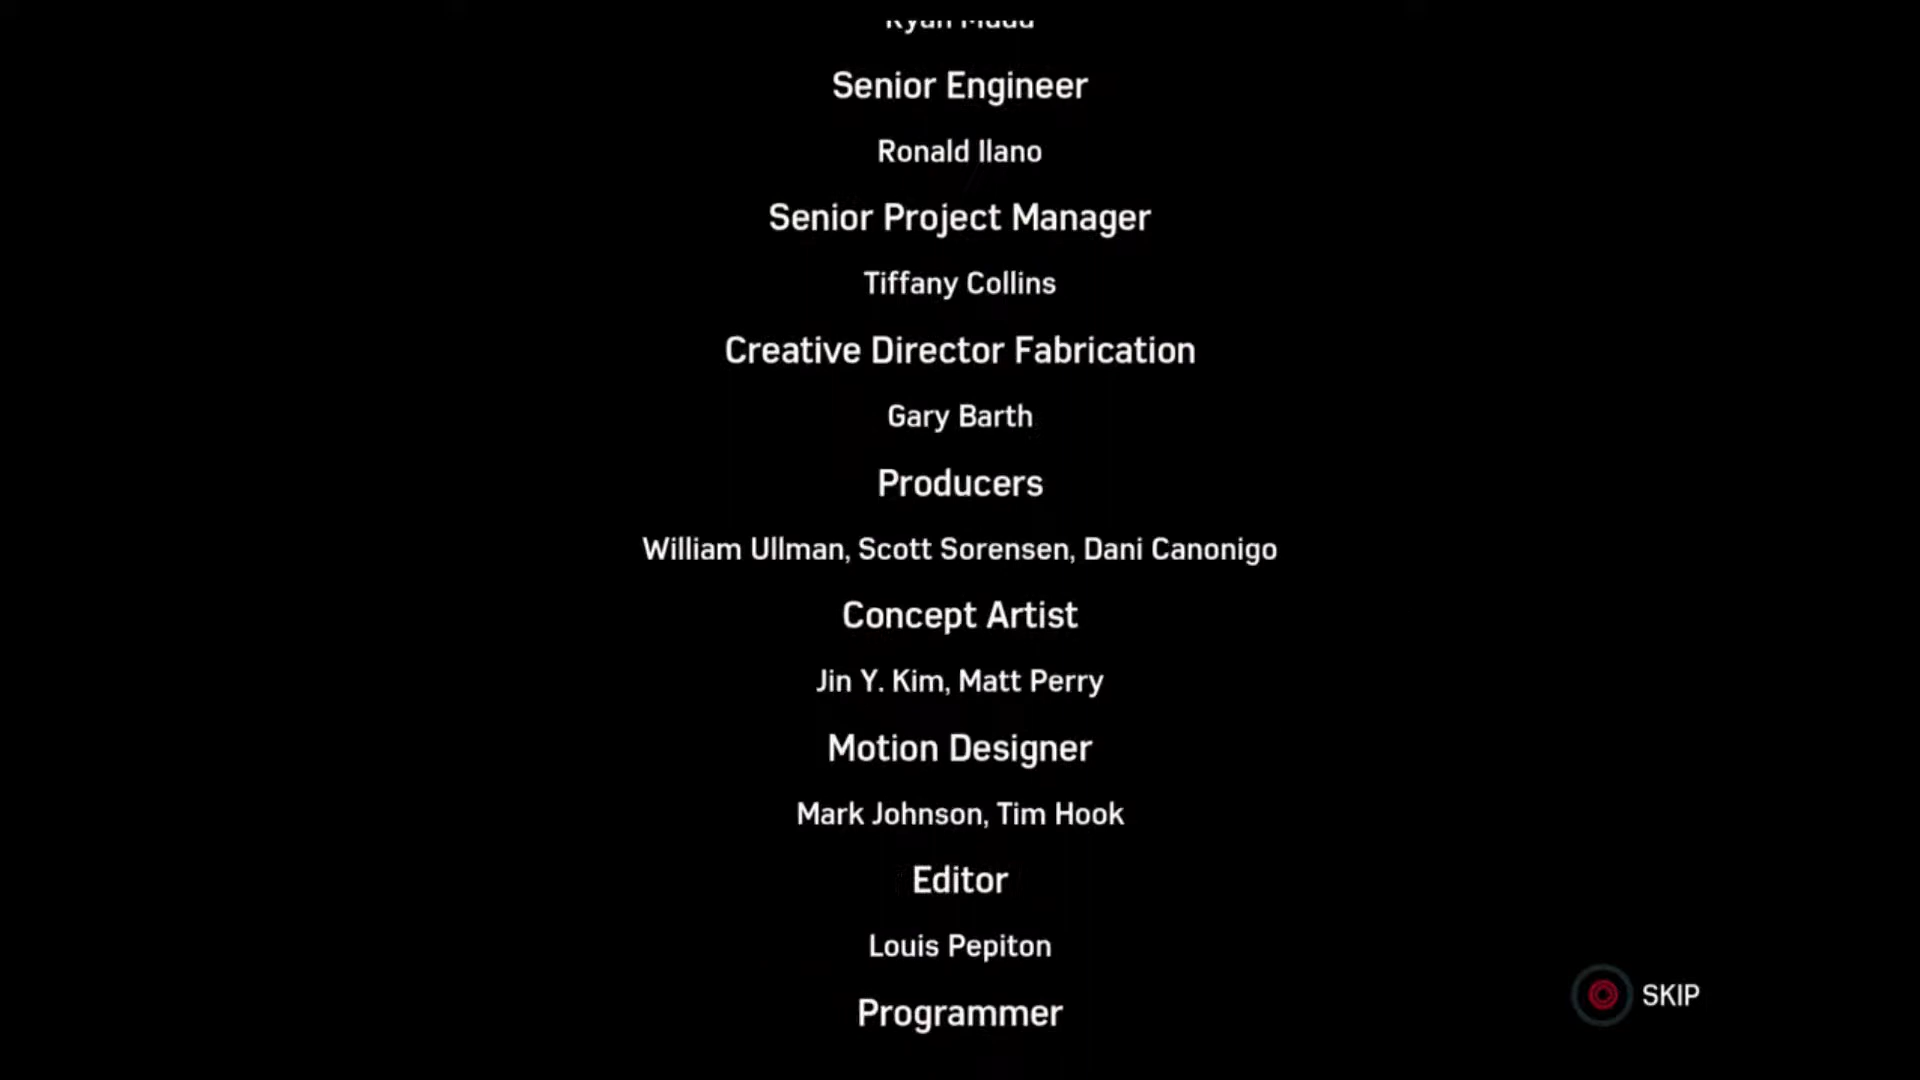 Senior Engineer
Ronald Ilano
Senior Project Manager
Tiffany Collins
Creative Director Fabrication
Gary Barth
Producers
William Ullman, Scott Sorensen, Dani Canonigo
Concept Artist
Jin Y. Kim, Matt Perry
Motion Designer
Mark Johnson, Tim Hook
Editor
Louis Pepiton
Programmer
SKIP